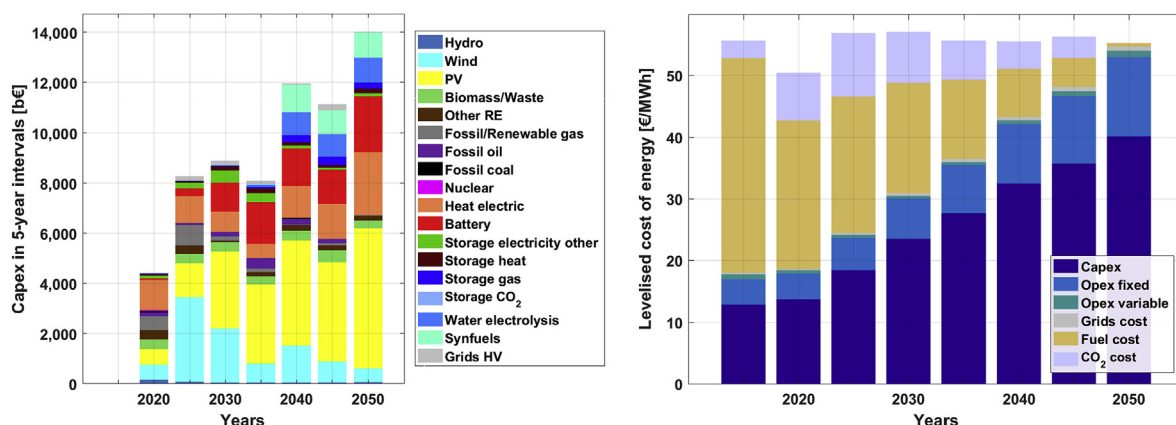 Capex in 5-year intervals [b€]
14,000
12,000
10,000
8,000
6,000
4,000
2,000
0
2020
2030
2040
2050
Years
Hydro
Wind
PV
Biomass/Waste
Other RE
Fossil/Renewable gas
Fossil oil
Fossil coal
Nuclear
Heat electric
Battery
Storage electricity other
Storage heat
Storage gas
Storage CO₂
Water electrolysis
Synfuels
Grids HV
Levelised cost of energy [€/MWh]
50
40
30
20
10
0
2020
2030
2040
2050
Years
Capex
Opex fixed
Opex variable
Grids cost
Fuel cost
CO₂ cost